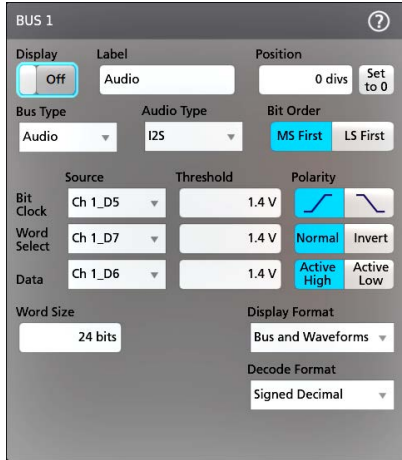 BUS 1 ?
Display Label Position
Off Audio 0 divs Set to 0
Bus Type Audio Type Bit Order
Audio I2S MS First LS First
Source Threshold Polarity
Bit Clock Ch 1_D5 1.4 V
Word Select Ch 1_D7 1.4 V Normal Invert
Data Ch 1_D6 1.4 V Active High Active Low
Word Size Display Format
24 bits Bus and Waveforms
Decode Format
Signed Decimal